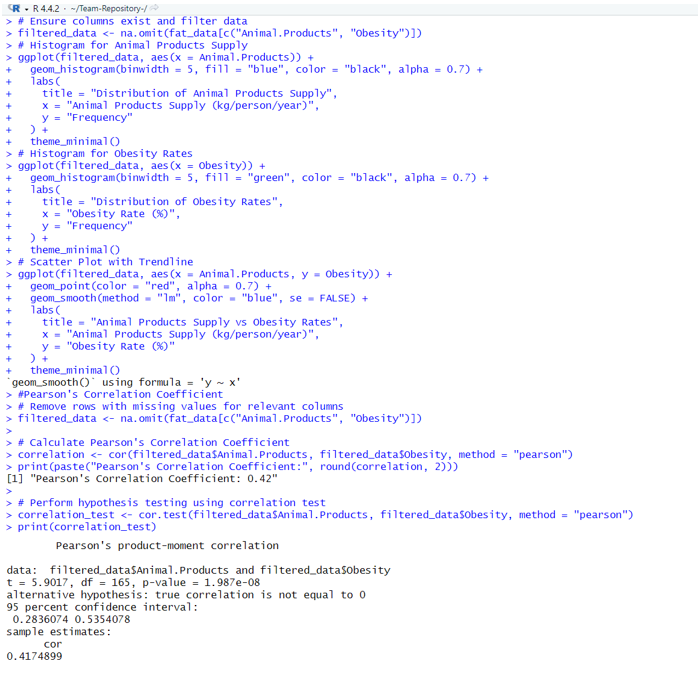 R 4.4.2 · ~/Team-Repository-/
> # Ensure columns exist and filter data
> filtered_data <- na.omit(fat_data[c("Animal.Products", "Obesity")])
> # Histogram for Animal Products Supply
> ggplot(filtered_data, aes(x = Animal.Products)) +
+   geom_histogram(binwidth = 5, fill = "blue", color = "black", alpha = 0.7) +
+   labs(
+     title = "Distribution of Animal Products Supply",
+     x = "Animal Products Supply (kg/person/year)",
+     y = "Frequency"
+   ) +
+   theme_minimal()
> # Histogram for Obesity Rates
> ggplot(filtered_data, aes(x = Obesity)) +
+   geom_histogram(binwidth = 5, fill = "green", color = "black", alpha = 0.7) +
+   labs(
+     title = "Distribution of Obesity Rates",
+     x = "Obesity Rate (%)",
+     y = "Frequency"
+   ) +
+   theme_minimal()
> # Scatter Plot with Trendline
> ggplot(filtered_data, aes(x = Animal.Products, y = Obesity)) +
+   geom_point(color = "red", alpha = 0.7) +
+   geom_smooth(method = "lm", color = "blue", se = FALSE) +
+   labs(
+     title = "Animal Products Supply vs Obesity Rates",
+     x = "Animal Products Supply (kg/person/year)",
+     y = "Obesity Rate (%)"
+   ) +
+   theme_minimal()
`geom_smooth()` using formula = 'y ~ x'
> #Pearson's Correlation Coefficient
> # Remove rows with missing values for relevant columns
> filtered_data <- na.omit(fat_data[c("Animal.Products", "Obesity")])
>
> # Calculate Pearson's Correlation Coefficient
> correlation <- cor(filtered_data$Animal.Products, filtered_data$Obesity, method = "pearson")
> print(paste("Pearson's Correlation Coefficient:", round(correlation, 2)))
[1] "Pearson's Correlation Coefficient: 0.42"
>
> # Perform hypothesis testing using correlation test
> correlation_test <- cor.test(filtered_data$Animal.Products, filtered_data$Obesity, method = "pearson")
> print(correlation_test)
Pearson's product-moment correlation
data:  filtered_data$Animal.Products and filtered_data$Obesity
t = 5.9017, df = 165, p-value = 1.987e-08
alternative hypothesis: true correlation is not equal to 0
95 percent confidence interval:
0.2836074 0.5354078
sample estimates:
cor
0.4174899